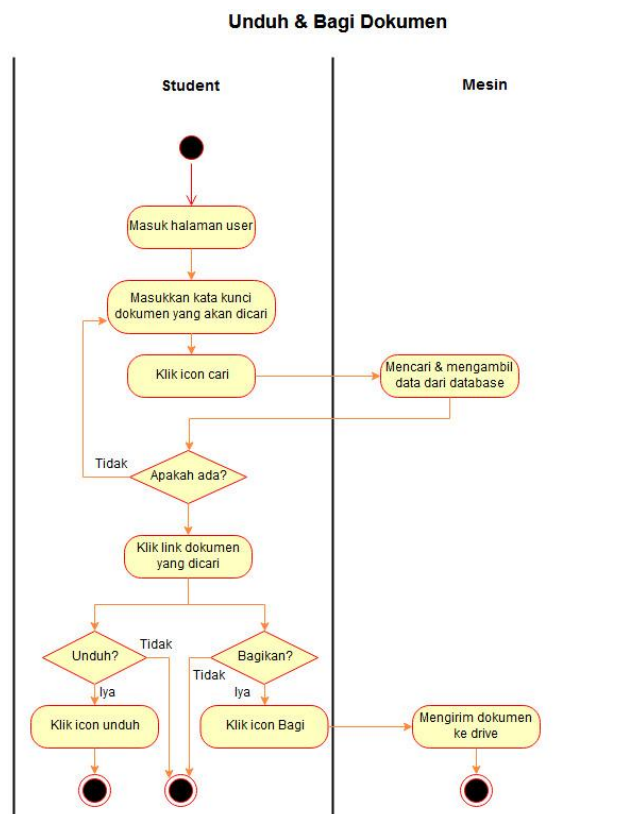 Unduh & Bagi Dokumen
Student
Mesin
Masuk halaman user
Masukkan kata kunci
dokumen yang akan dicari
Klik icon cari
Mencari & mengambil
data dari database
Tidak
Apakah ada?
Klik link dokumen
yang dicari
Unduh?
Tidak
Bagikan?
Tidak
Iya
Iya
Klik icon unduh
Klik icon Bagi
Mengirim dokumen
ke drive